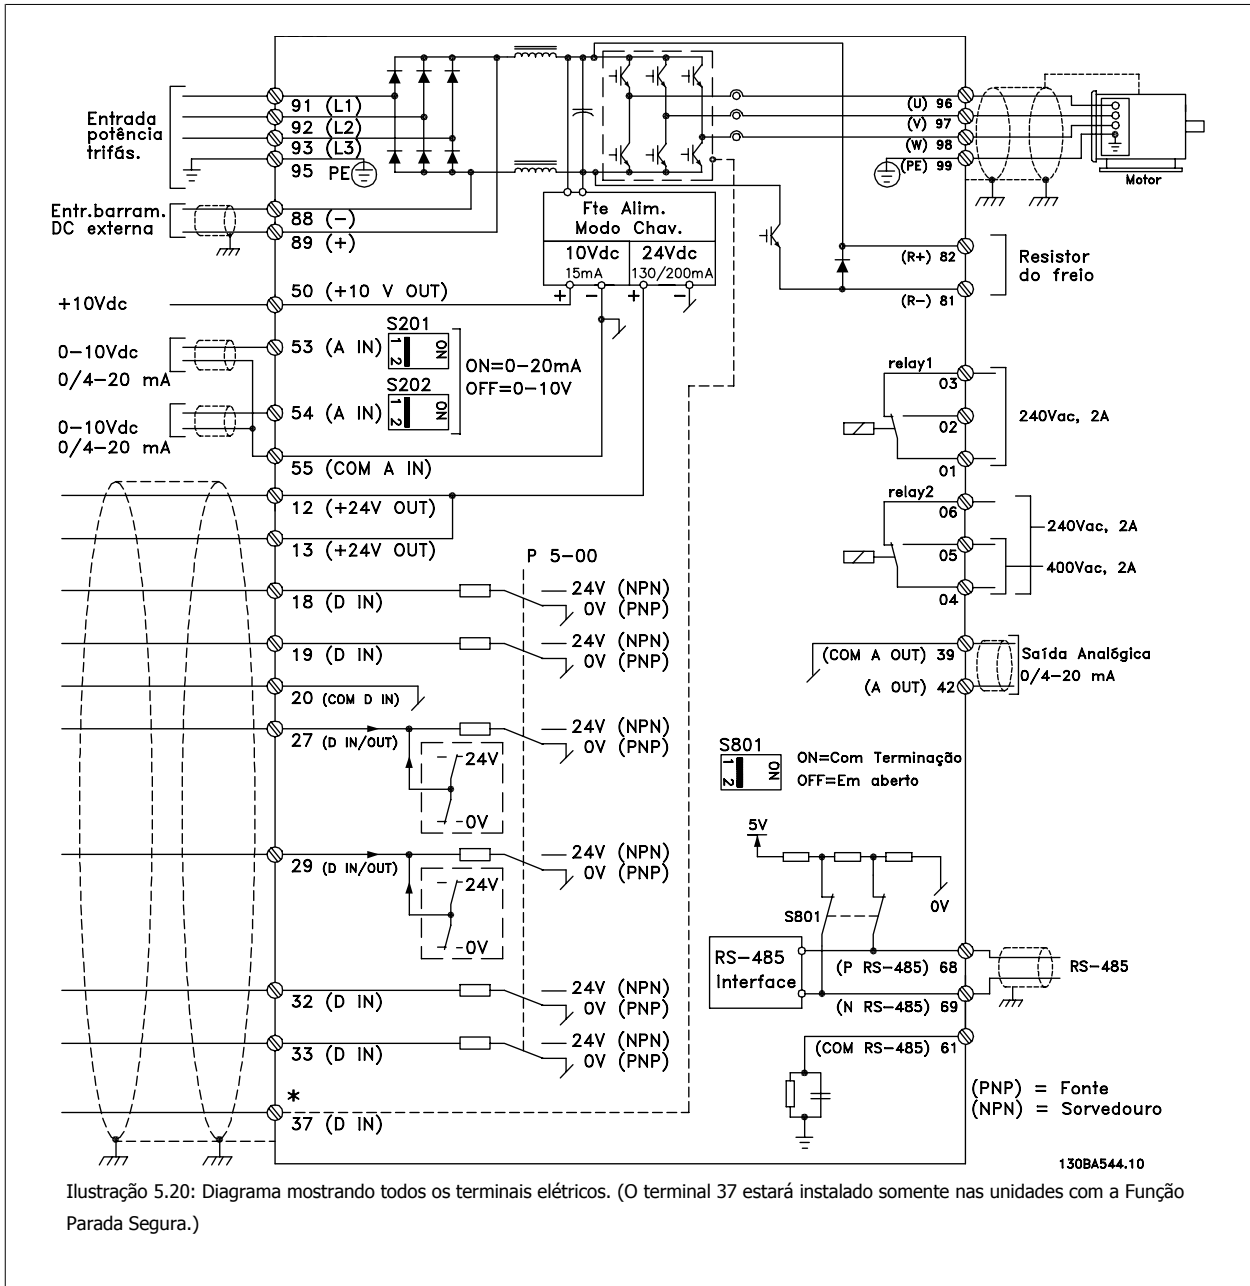 Entrada
potência
trifás.
91 (L1)
92 (L2)
93 (L3)
95 PE
Entr.barram.
DC externa
88 (−)
89 (+)
+10Vdc
50 (+10 V OUT)
0−10Vdc
0/4−20 mA
53 (A IN)
S201
1 2
ON
S202
1 2
ON
ON=0−20mA
OFF=0−10V
0−10Vdc
0/4−20 mA
54 (A IN)
55 (COM A IN)
12 (+24V OUT)
13 (+24V OUT)
P 5-00
18 (D IN)
24V (NPN)
0V (PNP)
19 (D IN)
24V (NPN)
0V (PNP)
20 (COM D IN)
27 (D IN/OUT)
24V (NPN)
0V (PNP)
24V
0V
29 (D IN/OUT)
24V (NPN)
0V (PNP)
24V
0V
32 (D IN)
24V (NPN)
0V (PNP)
33 (D IN)
24V (NPN)
0V (PNP)
*
37 (D IN)
Fte Alim.
Modo Chav.
10Vdc
15mA
24Vdc
130/200mA
+ − + −
(U) 96
(V) 97
(W) 98
(PE) 99
Motor
(R+) 82
(R−) 81
Resistor
do freio
relay1
03
02
01
240Vac, 2A
relay2
06
05
04
240Vac, 2A
400Vac, 2A
(COM A OUT) 39
(A OUT) 42
Saída Analógica
0/4−20 mA
S801
1 2
ON
ON=Com Terminação
OFF=Em aberto
5V
0V
S801
RS−485
Interface
(P RS−485) 68
(N RS−485) 69
RS−485
(COM RS−485) 61
(PNP) = Fonte
(NPN) = Sorvedouro
130BA544.10
Ilustração 5.20: Diagrama mostrando todos os terminais elétricos. (O terminal 37 estará instalado somente nas unidades com a Função
Parada Segura.)